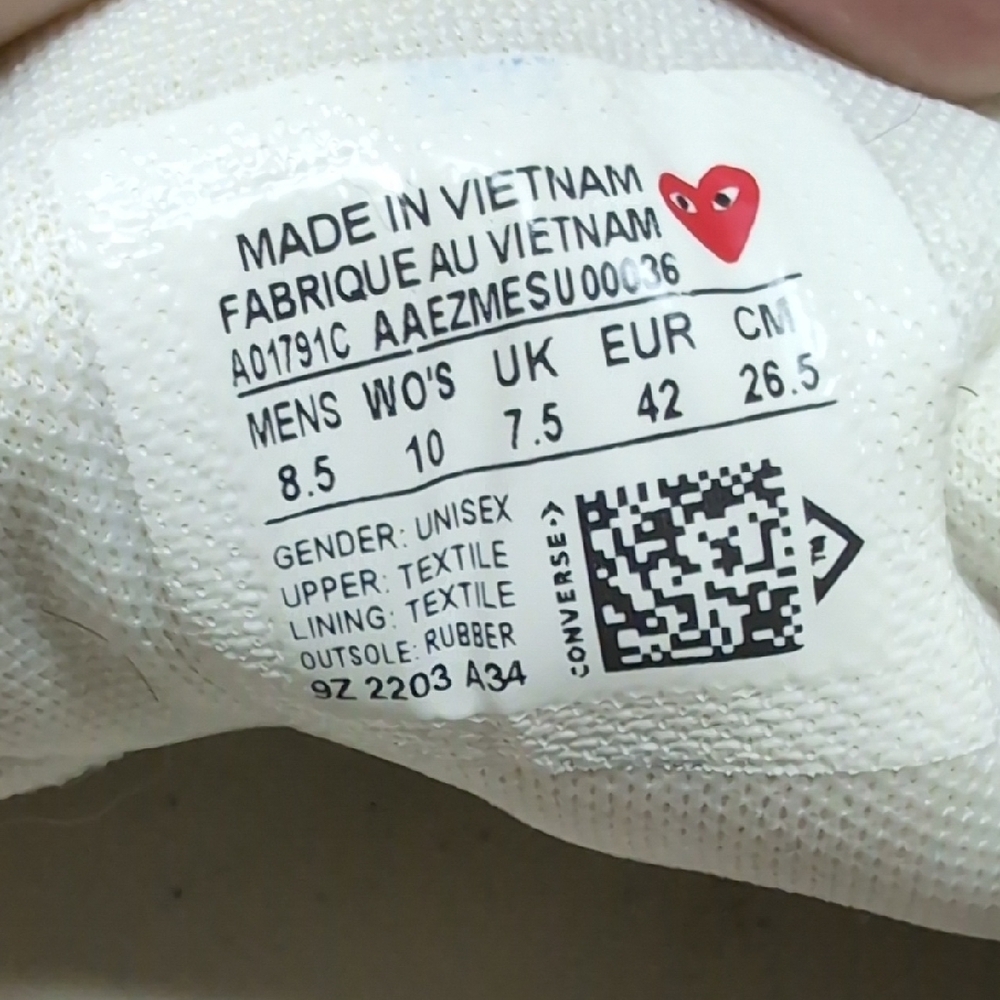 MADE IN VIETNAM
FABRIQUE AU VIETNAM
A01791C AAEZMESU00036
MENS WO'S UK EUR CM
8.5 10 7.5 42 26.5
GENDER: UNISEX
UPPER: TEXTILE
LINING: TEXTILE
OUTSOLE: RUBBER
9Z 2203 A34
CONVERSE
TM